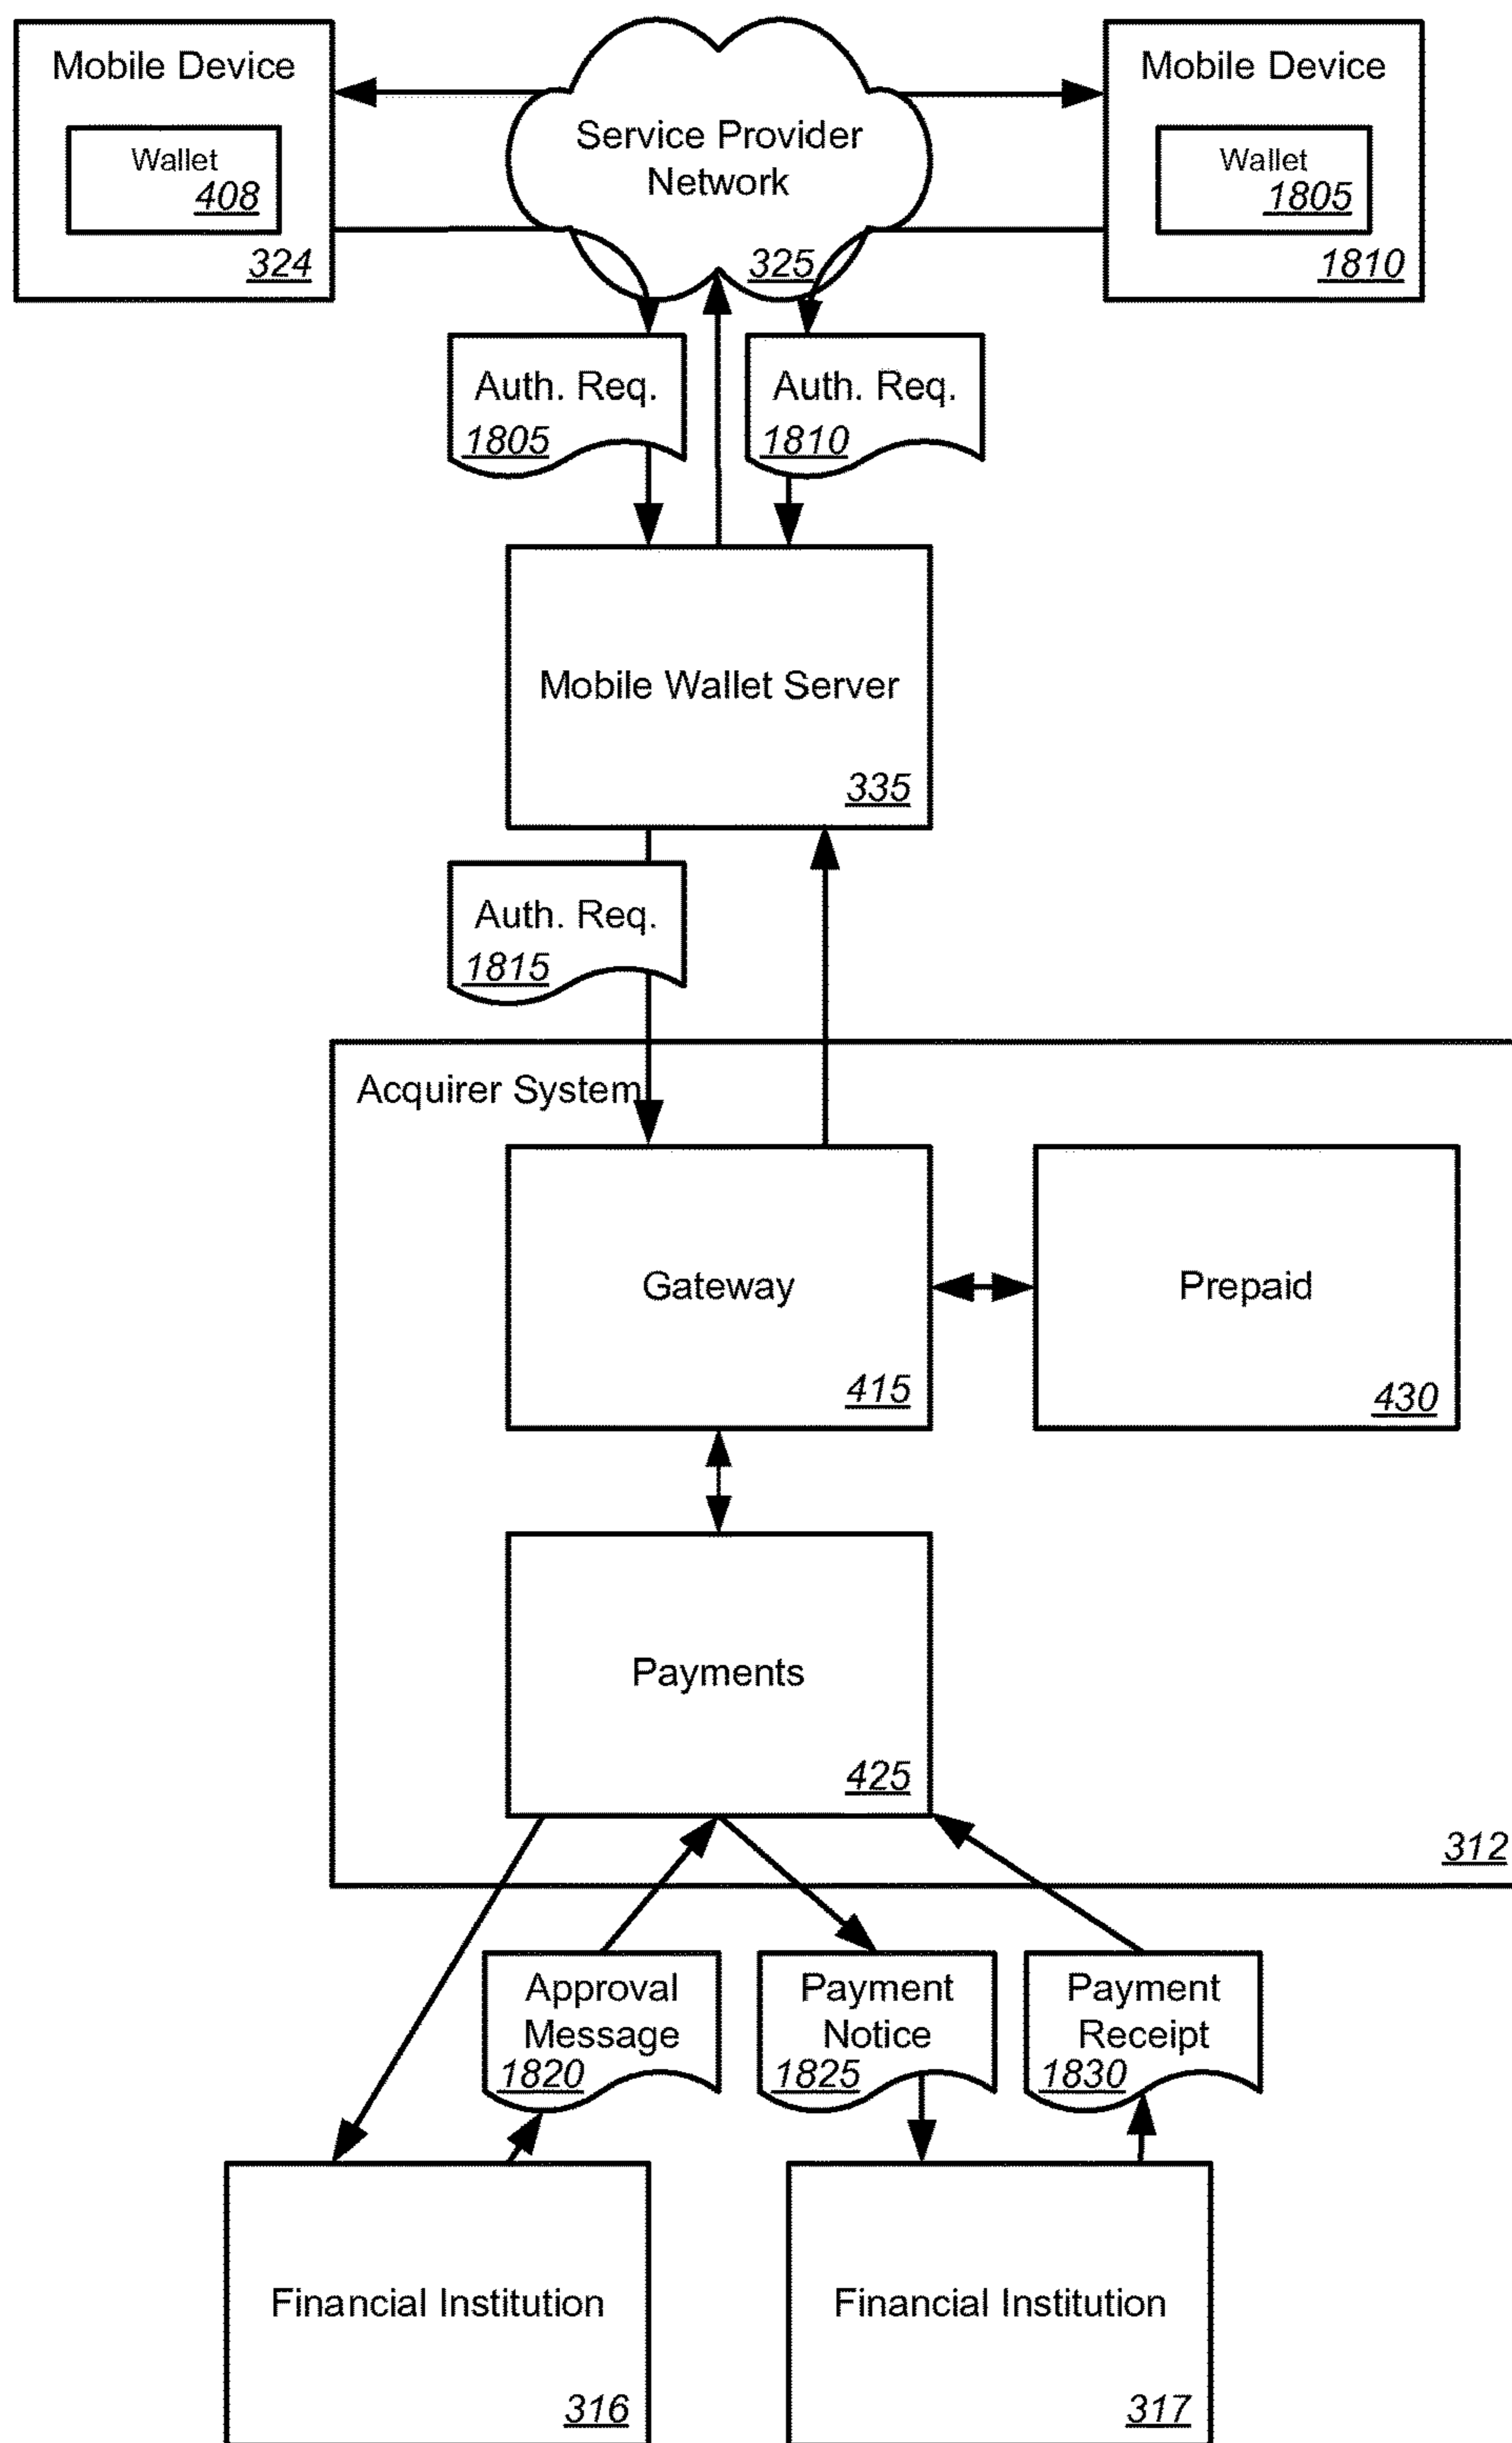 Mobile Device
Wallet
408
324
Service Provider
Network
325
Mobile Device
Wallet
1805
1810
Auth. Req.
1805
Auth. Req.
1810
Mobile Wallet Server
335
Auth. Req.
1815
Acquirer System
Gateway
415
Prepaid
430
Payments
425
312
Approval
Message
1820
Payment
Notice
1825
Payment
Receipt
1830
Financial Institution
316
Financial Institution
317